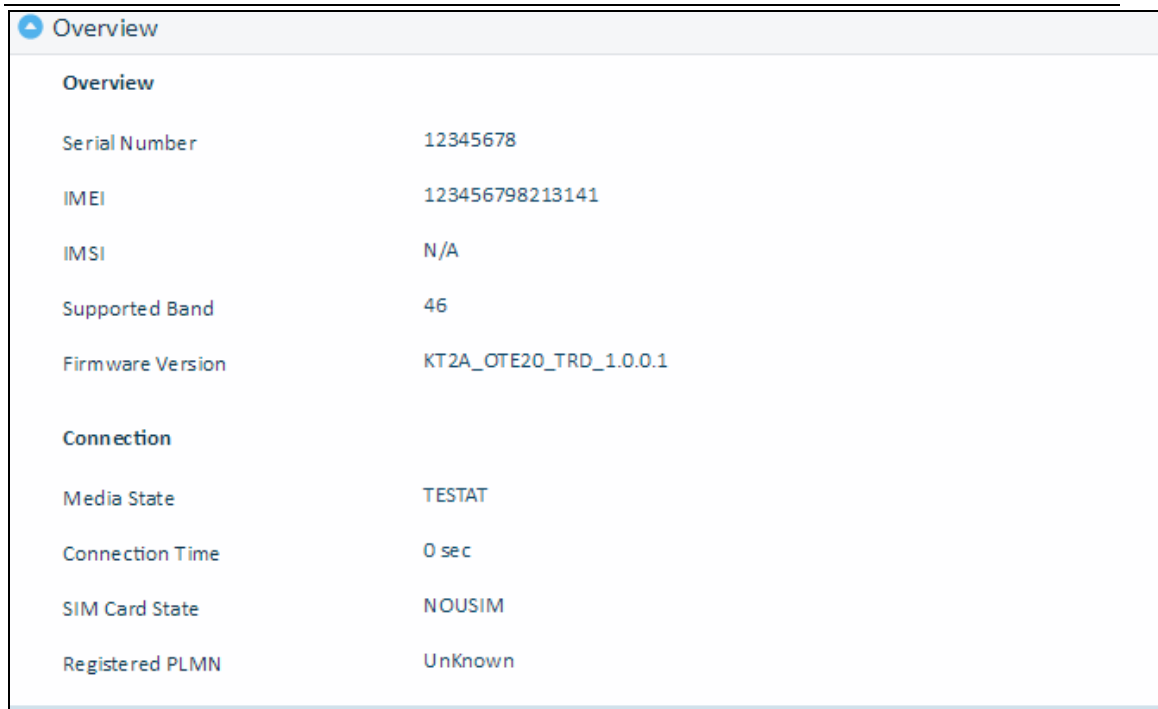 Overview
Overview
Serial Number 12345678
IMEI 123456798213141
IMSI N/A
Supported Band 46
Firmware Version KT2A_OTE20_TRD_1.0.0.1
Connection
Media State TESTAT
Connection Time 0 sec
SIM Card State NOUSIM
Registered PLMN UnKnown